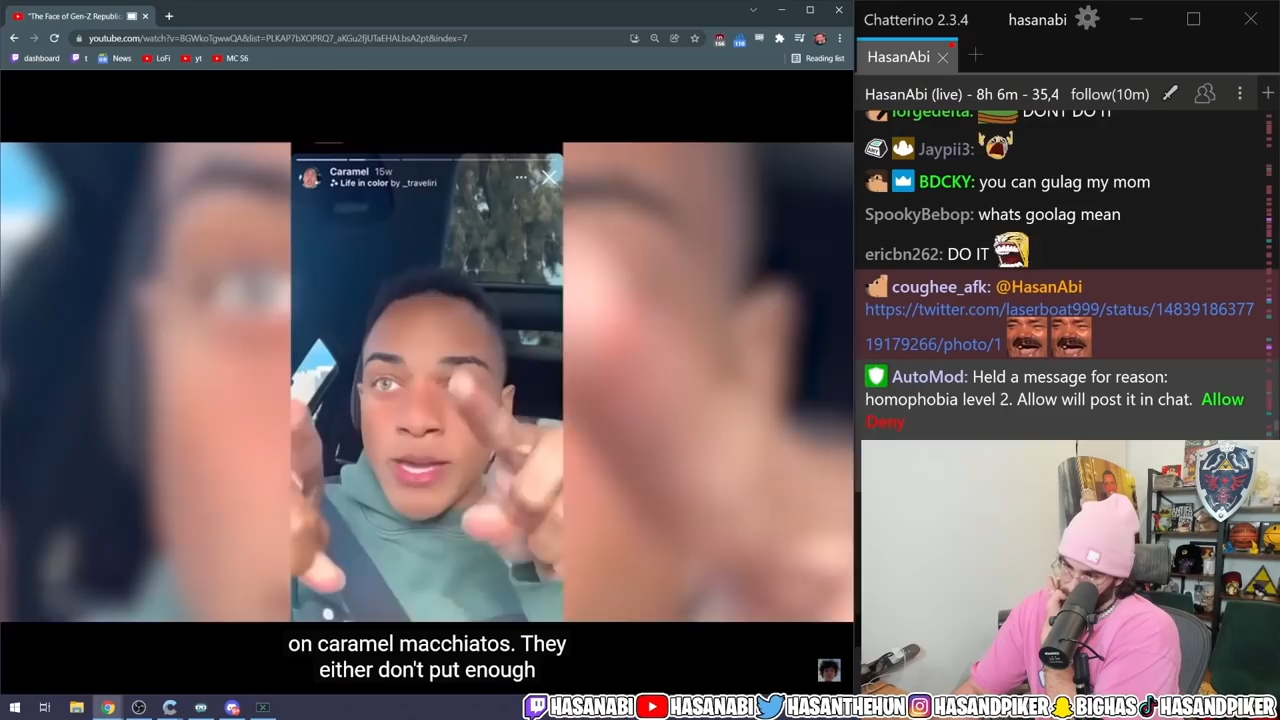 "The Face of Gen-Z Republic
youtube.com/watch?v=BGWkoTgwwQA&list=PLKAP7bXOPRQ7_aKGu2fjUTaEHALbsA2pt&index=7
dashboard
t
News
LoFi
yt
MC S6
Reading list
Caramel 15w
Life in color by _traveliri
on caramel macchiatos. They
either don't put enough
Chatterino 2.3.4
hasanabi
HasanAbi
HasanAbi (live) - 8h 6m - 35,4
follow(10m)
DONT DO IT
Jaypii3:
BDCKY: you can gulag my mom
SpookyBebop: whats goolag mean
ericbn262: DO IT
coughee_afk: @HasanAbi
https://twitter.com/laserboat999/status/14839186377
19179266/photo/1
AutoMod: Held a message for reason:
homophobia level 2. Allow will post it in chat. Allow
Deny
HASANABI HASANABI HASANTHEHUN HASANDPIKER BIGHAS HASANDPIKER